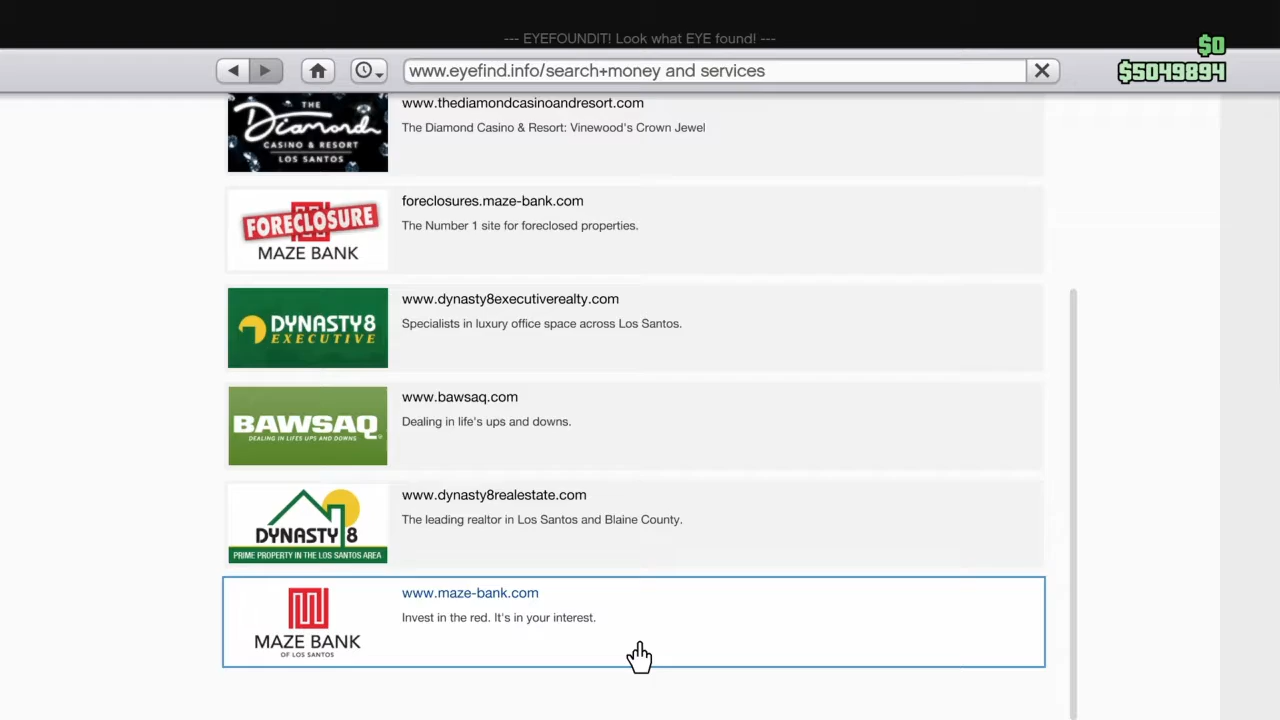 --- EYEFOUNDIT! Look what EYE found! ---
$0
$5049894
www.eyefind.info/search+money and services
THE
Diamond
CASINO & RESORT
LOS SANTOS
www.thediamondcasinoandresort.com
The Diamond Casino & Resort: Vinewood's Crown Jewel
FORECLOSURE
MAZE BANK
foreclosures.maze-bank.com
The Number 1 site for foreclosed properties.
DYNASTY8
EXECUTIVE
www.dynasty8executiverealty.com
Specialists in luxury office space across Los Santos.
BAWSAQ
DEALING IN LIFES UPS AND DOWNS
www.bawsaq.com
Dealing in life's ups and downs.
DYNASTY 8
PRIME PROPERTY IN THE LOS SANTOS AREA
www.dynasty8realestate.com
The leading realtor in Los Santos and Blaine County.
MAZE BANK
OF LOS SANTOS
www.maze-bank.com
Invest in the red. It's in your interest.